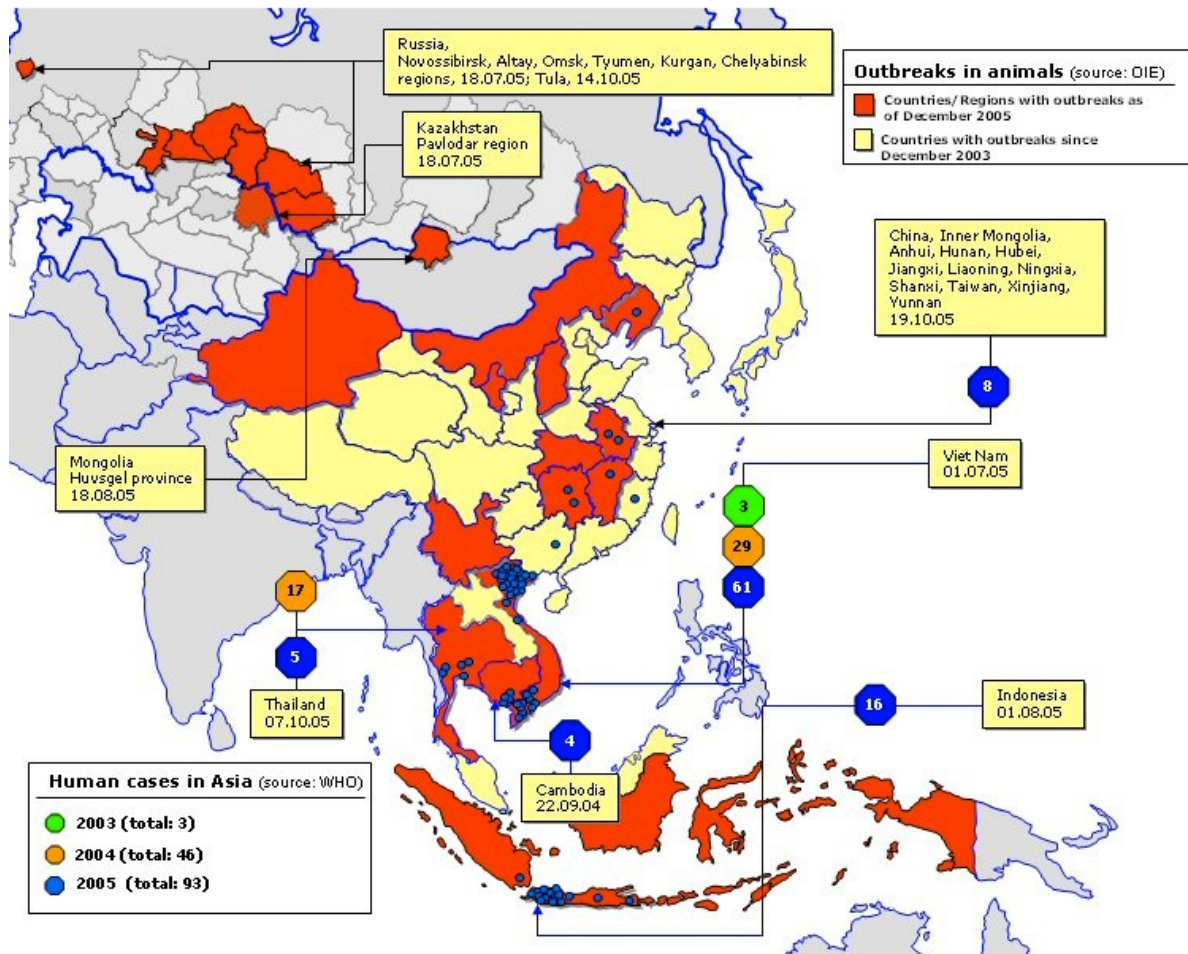 Russia,
Novossibirsk, Altay, Omsk, Tyumen, Kurgan, Chelyabinsk
regions, 18.07.05; Tula, 14.10.05
Outbreaks in animals (source: OIE)
Countries/Regions with outbreaks as
of December 2005
Countries with outbreaks since
December 2003
Kazakhstan
Pavlodar region
18.07.05
China, Inner Mongolia,
Anhui, Hunan, Hubei,
Jiangxi, Liaoning, Ningxia,
Shanxi, Taiwan, Xinjiang,
Yunnan
19.10.05
8
Mongolia
Huvsgel province
18.08.05
Viet Nam
01.07.05
3
29
61
17
5
Thailand
07.10.05
16
Indonesia
01.08.05
4
Cambodia
22.09.04
Human cases in Asia (source: WHO)
2003 (total: 3)
2004 (total: 46)
2005 (total: 93)